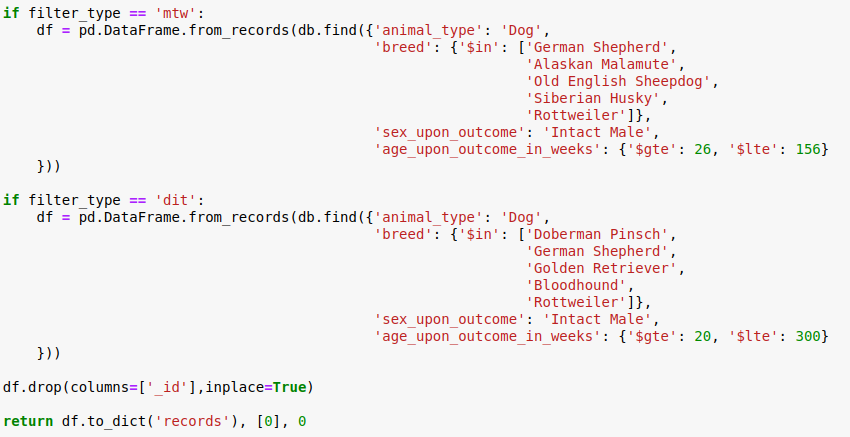 if filter_type == 'mtw':
    df = pd.DataFrame.from_records(db.find({'animal_type': 'Dog',
                                            'breed': {'$in': ['German Shepherd',
                                                              'Alaskan Malamute',
                                                              'Old English Sheepdog',
                                                              'Siberian Husky',
                                                              'Rottweiler']},
                                            'sex_upon_outcome': 'Intact Male',
                                            'age_upon_outcome_in_weeks': {'$gte': 26, '$lte': 156}
    }))

if filter_type == 'dit':
    df = pd.DataFrame.from_records(db.find({'animal_type': 'Dog',
                                            'breed': {'$in': ['Doberman Pinsch',
                                                              'German Shepherd',
                                                              'Golden Retriever',
                                                              'Bloodhound',
                                                              'Rottweiler']},
                                            'sex_upon_outcome': 'Intact Male',
                                            'age_upon_outcome_in_weeks': {'$gte': 20, '$lte': 300}
    }))

df.drop(columns=['_id'],inplace=True)

return df.to_dict('records'), [0], 0